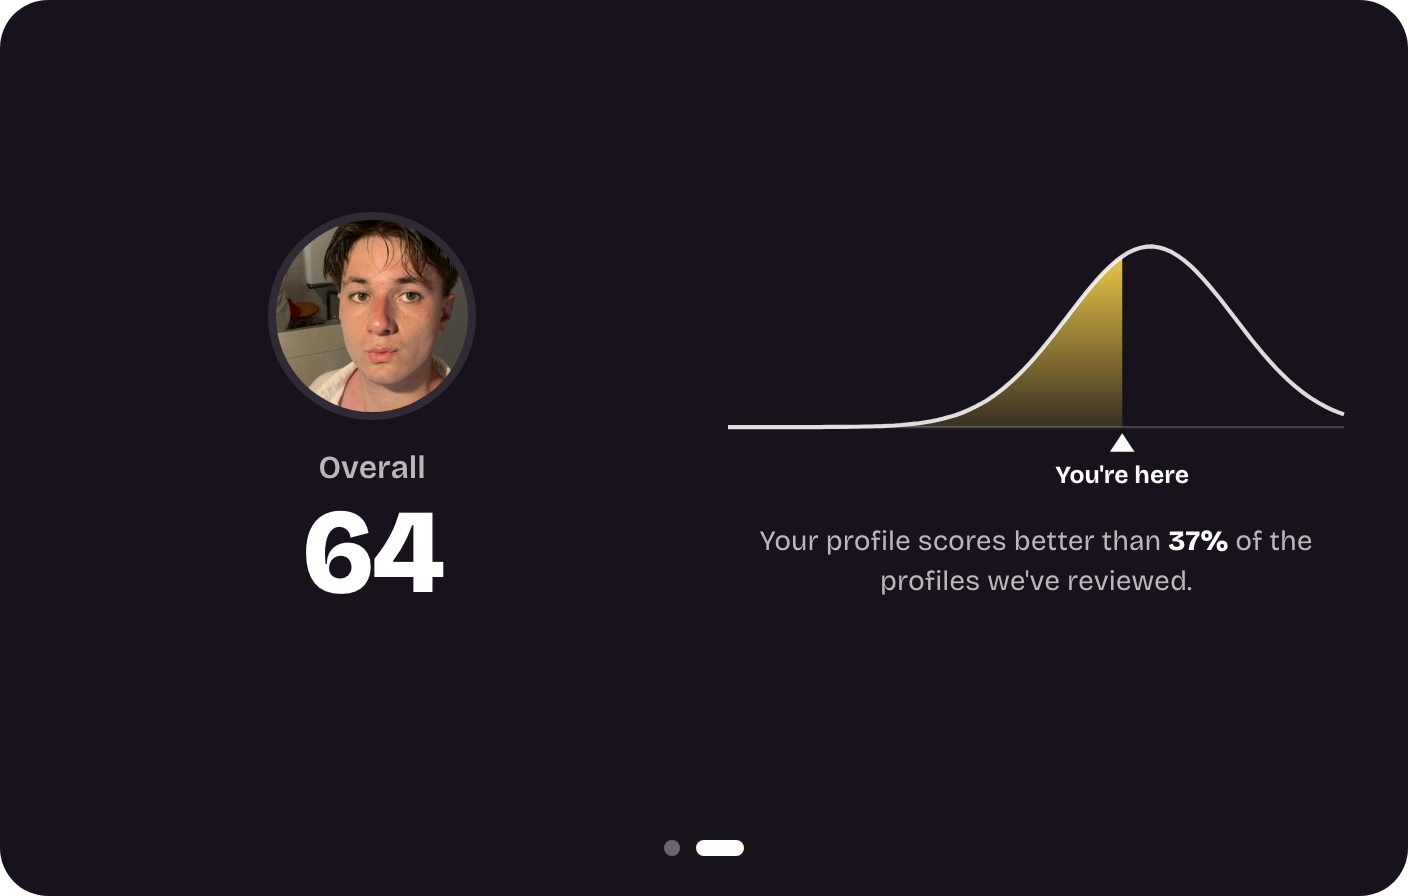 Overall
64
You're here
Your profile scores better than 37% of the
profiles we've reviewed.